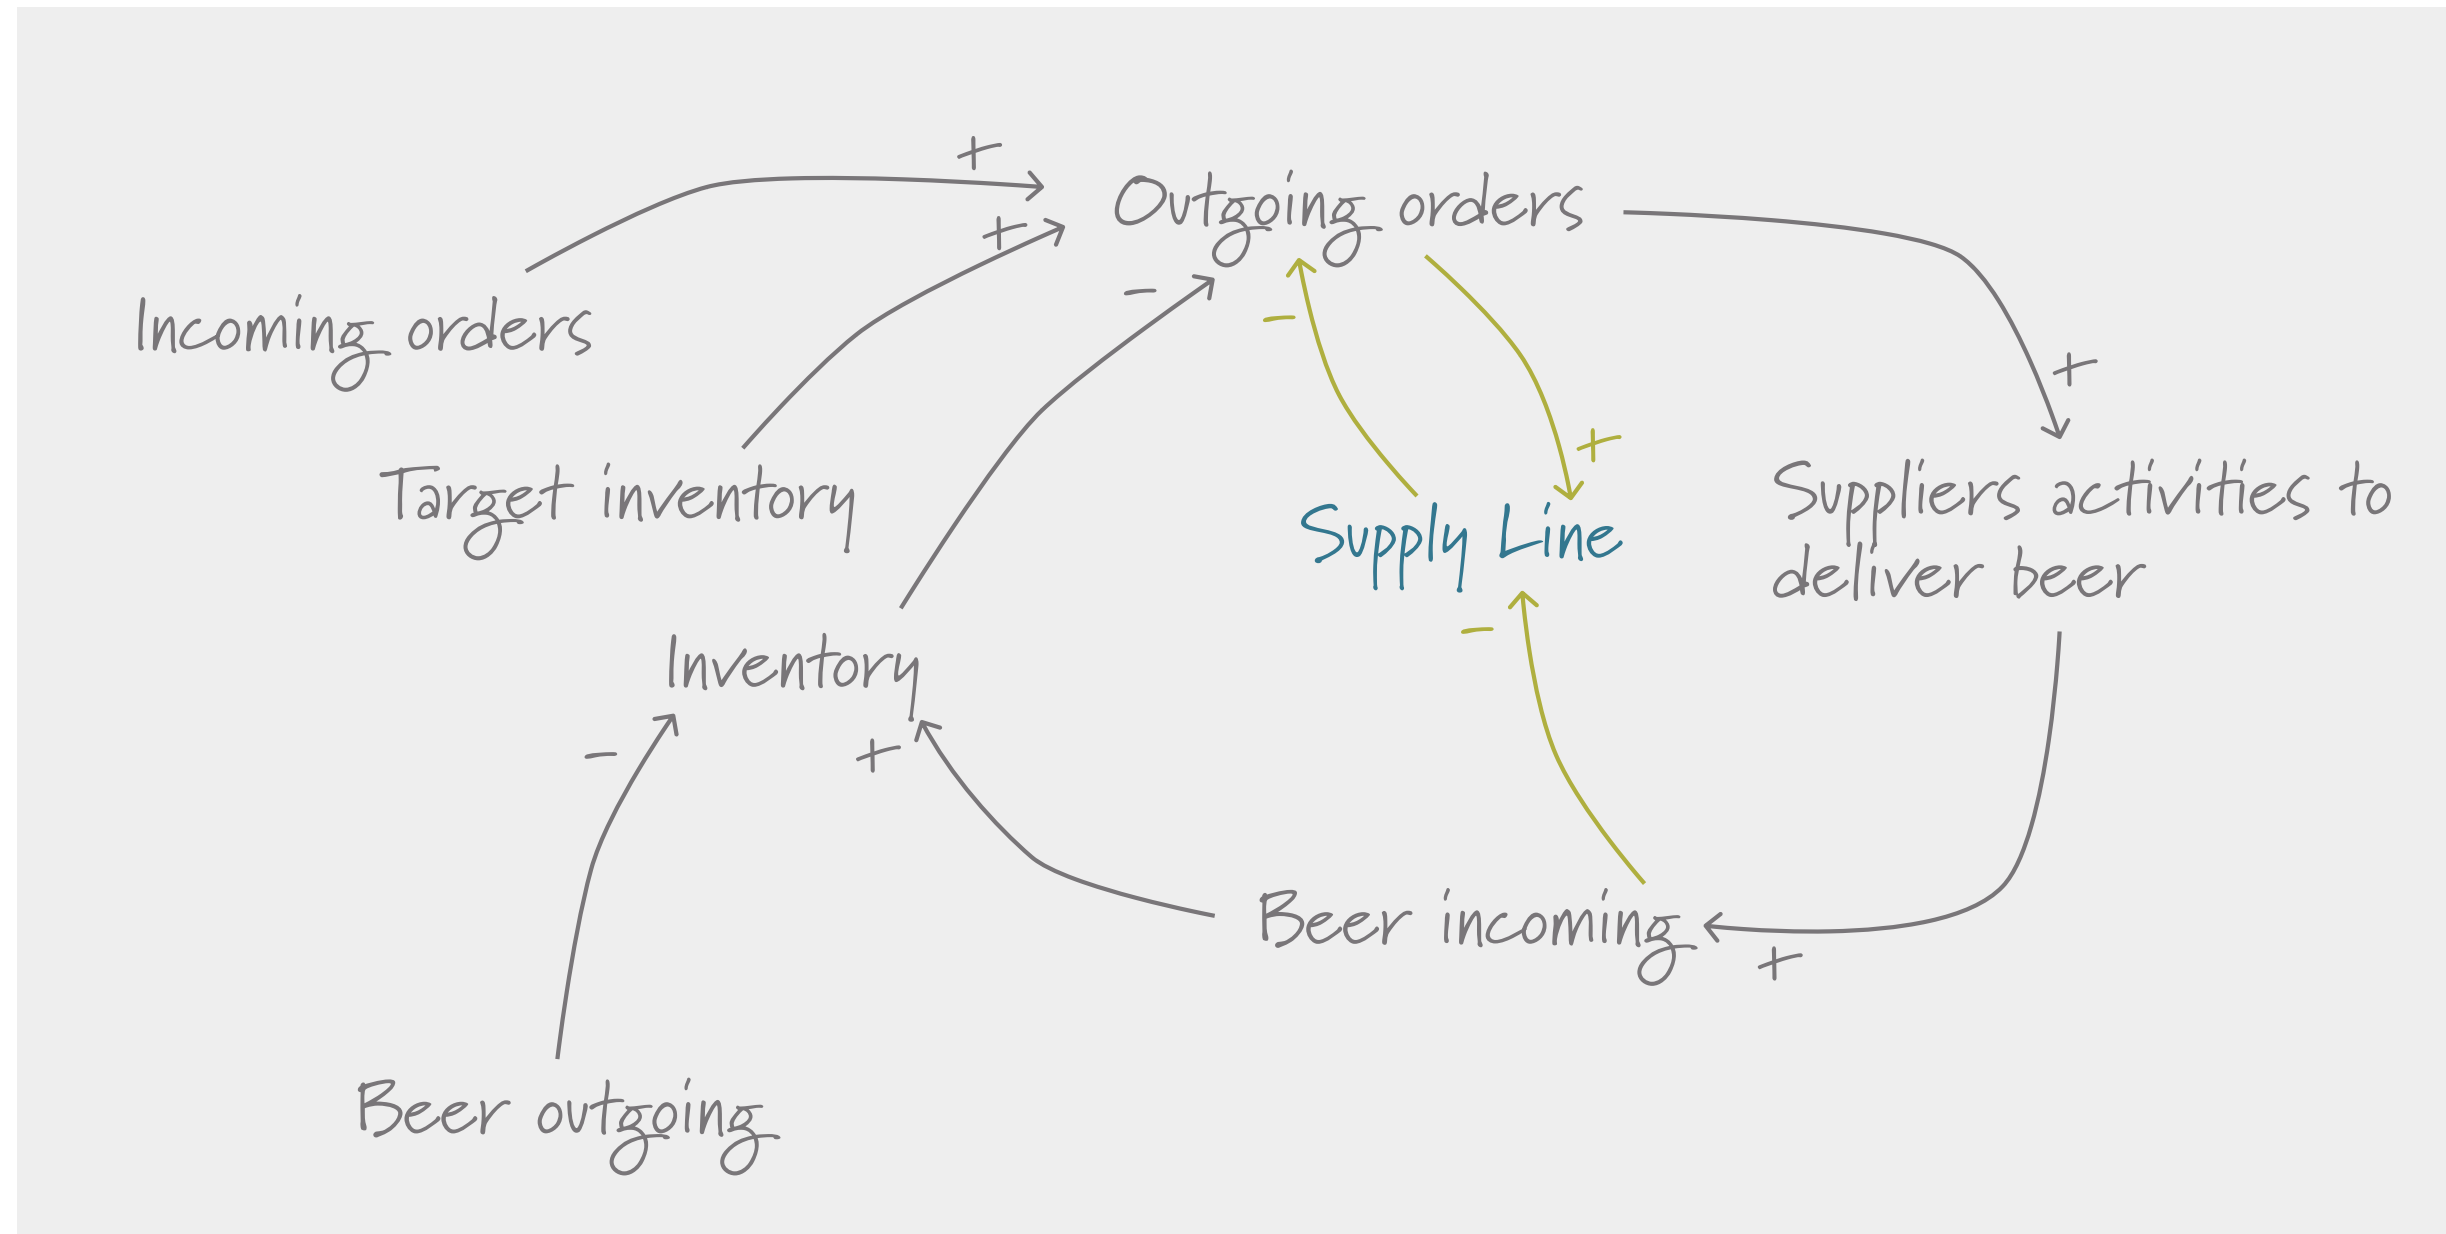 +
Outgoing orders
+
-
-
Incoming orders
+
+
Target inventory
Suppliers activities to
deliver beer
Supply Line
-
Inventory
-
+
Beer incoming
+
Beer outgoing